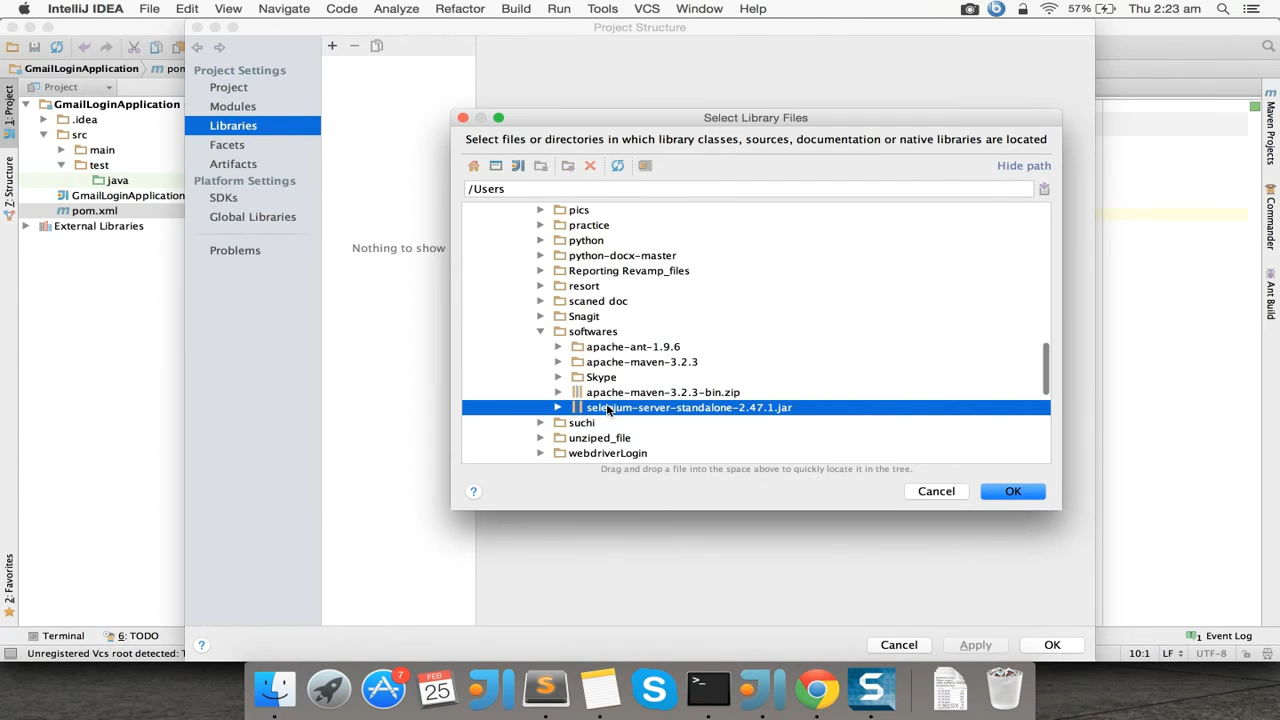 IntelliJ IDEA File Edit View Navigate Code Analyze Refactor Build Run Tools VCS Window Help 57% Thu 2:23 am
Project Structure
GmailLoginApplication pom
Project
GmailLoginApplication
.idea
src
main
test
java
GmailLoginApplication
pom.xml
External Libraries
1: Project
Z: Structure
2: Favorites
Project Settings
Project
Modules
Libraries
Facets
Artifacts
Platform Settings
SDKs
Global Libraries
Problems
Nothing to show
Select Library Files
Select files or directories in which library classes, sources, documentation or native libraries are located
Hide path
/Users
pics
practice
python
python-docx-master
Reporting Revamp_files
resort
scaned doc
Snagit
softwares
apache-ant-1.9.6
apache-maven-3.2.3
Skype
apache-maven-3.2.3-bin.zip
selenium-server-standalone-2.47.1.jar
suchi
unziped_file
webdriverLogin
Drag and drop a file into the space above to quickly locate it in the tree.
? Cancel OK
? Cancel Apply OK
Maven Projects
Commander
Ant Build
Terminal 6: TODO 1 Event Log
Unregistered Vcs root detected: T 10:1 LF UTF-8
7
FEB
25
S
S
>_
S
XLSX